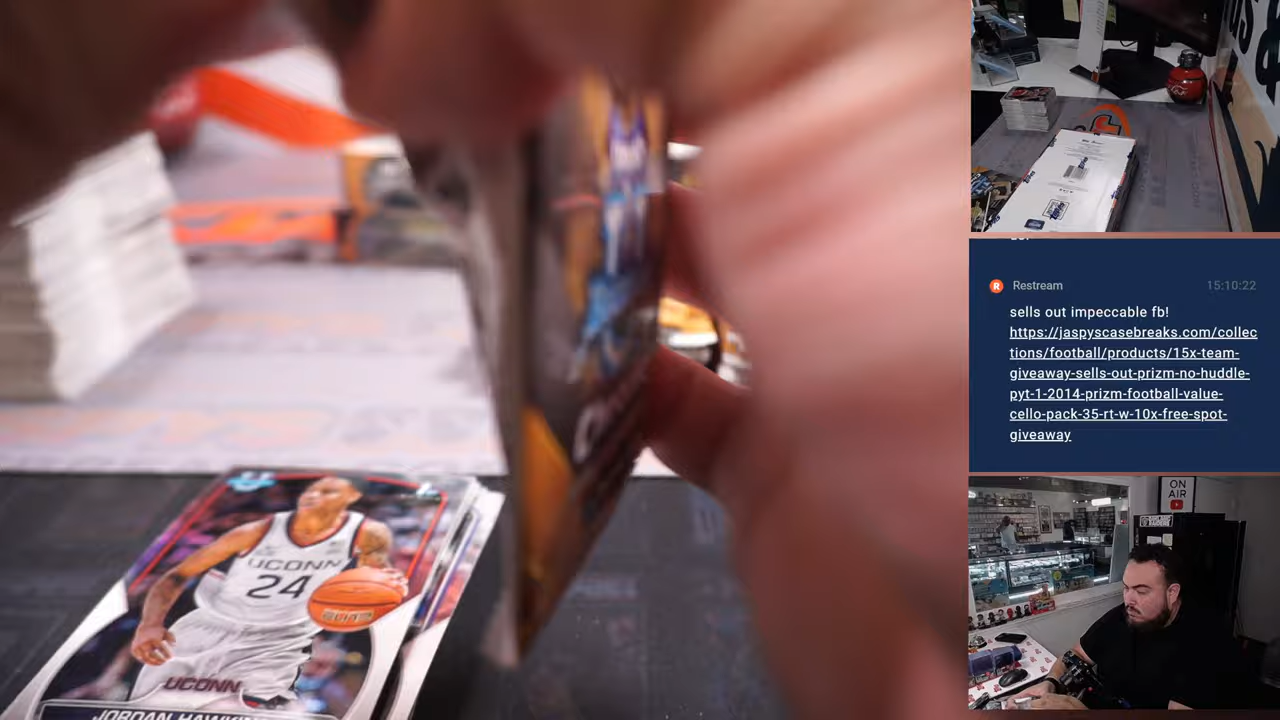 UCONN
24
UCONN
JORDAN HAWKINS
Restream
15:10:22
sells out impeccable fb!
https://jaspyscasebreaks.com/collec
tions/football/products/15x-team-
giveaway-sells-out-prizm-no-huddle-
pyt-1-2014-prizm-football-value-
cello-pack-35-rt-w-10x-free-spot-
giveaway
ON
AIR